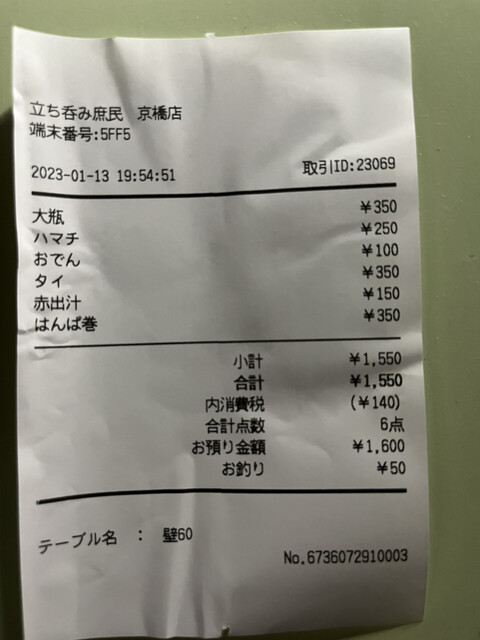 立ち呑み庶民 京橋店
端末番号:5FF5
2023-01-13 19:54:51 取引ID:23069
大瓶 ¥350
ハマチ ¥250
おでん ¥100
タイ ¥350
赤出汁 ¥150
はんぱ巻 ¥350
小計 ¥1,550
合計 ¥1,550
内消費税 (¥140)
合計点数 6点
お預り金額 ¥1,600
お釣り ¥50
テーブル名 : 壁60
No.6736072910003